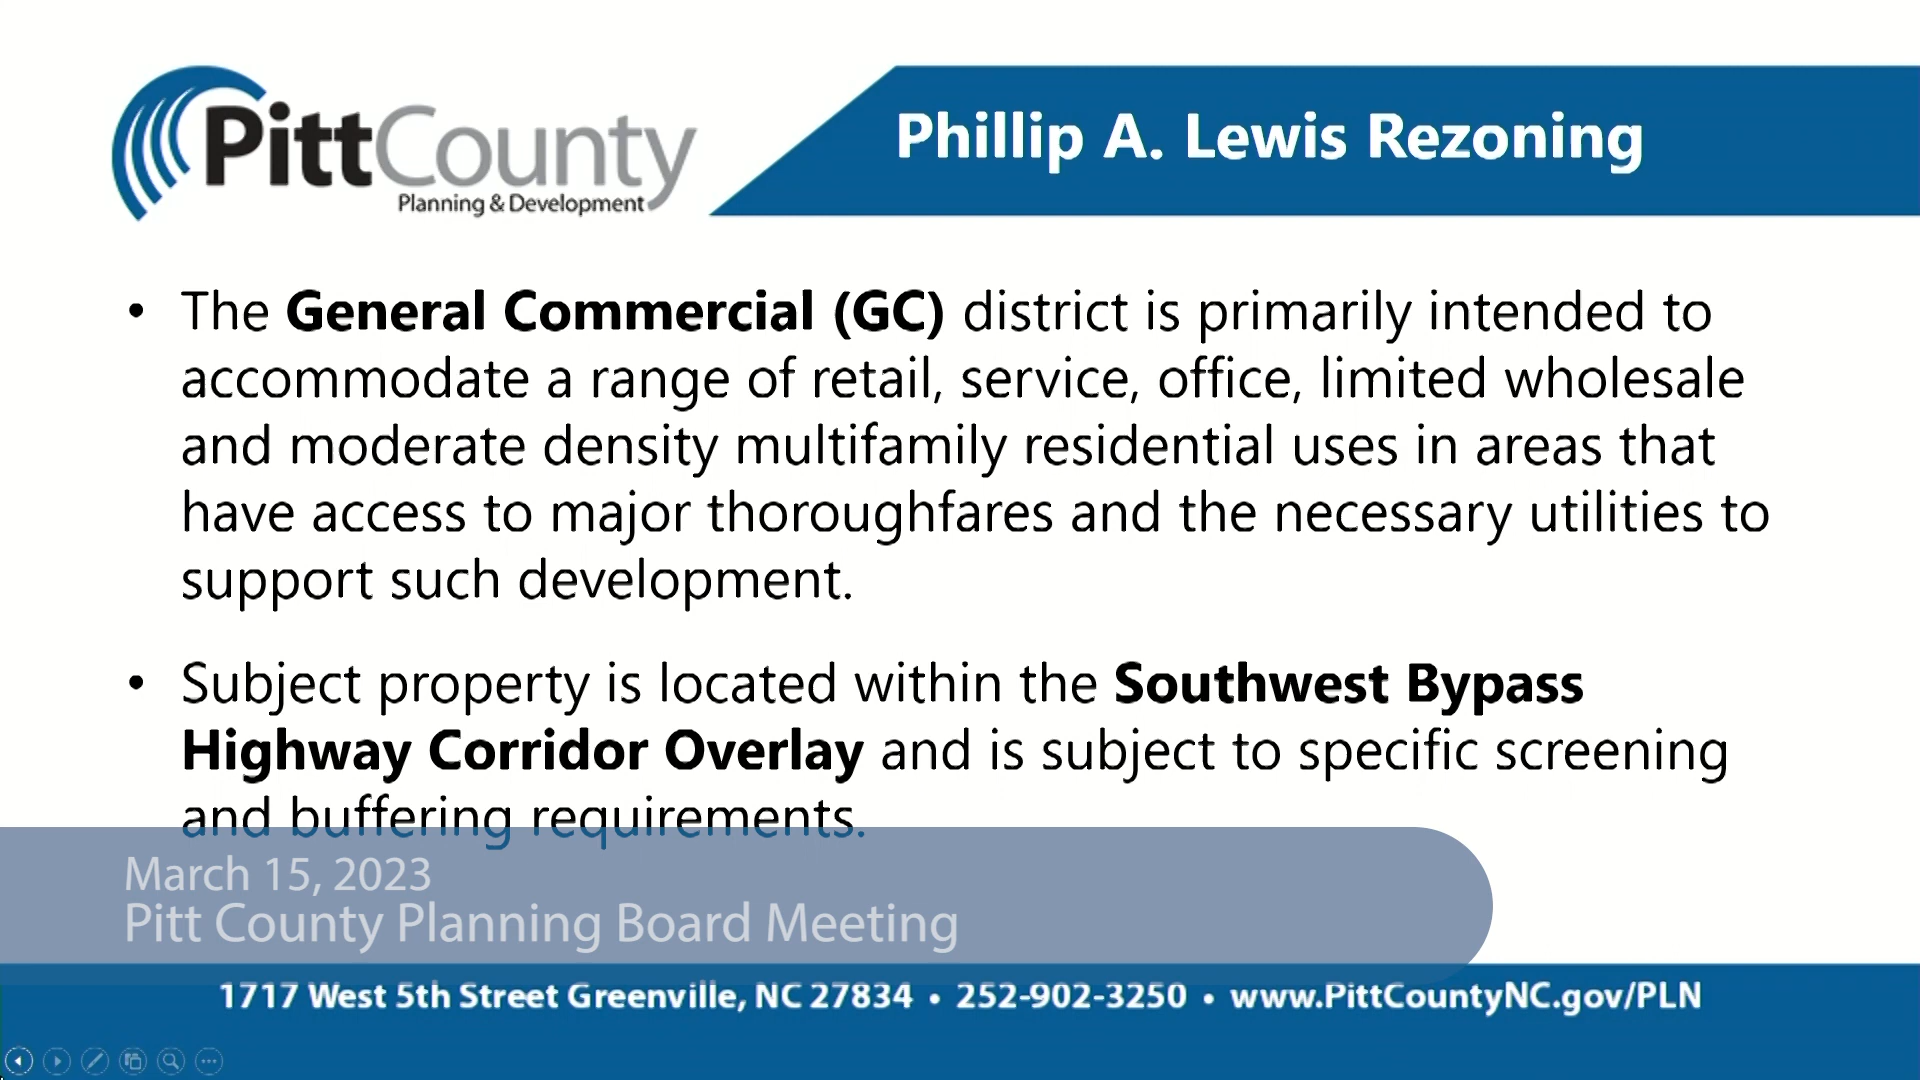 PittCounty
Planning & Development
Phillip A. Lewis Rezoning
• The General Commercial (GC) district is primarily intended to
accommodate a range of retail, service, office, limited wholesale
and moderate density multifamily residential uses in areas that
have access to major thoroughfares and the necessary utilities to
support such development.
• Subject property is located within the Southwest Bypass
Highway Corridor Overlay and is subject to specific screening
and buffering requirements.
March 15, 2023
Pitt County Planning Board Meeting
1717 West 5th Street Greenville, NC 27834 • 252-902-3250 • www.PittCountyNC.gov/PLN